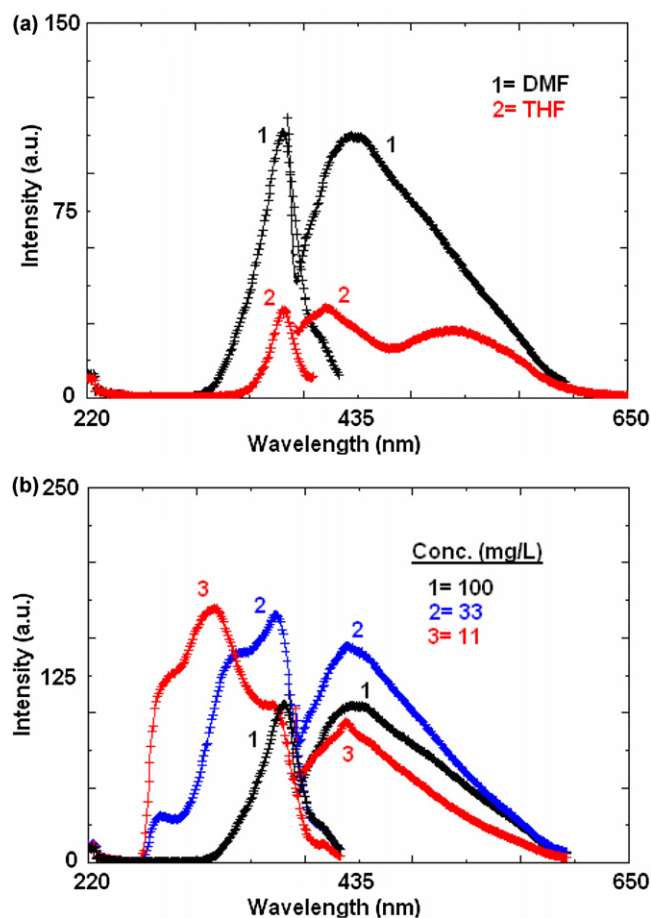 (a)
150
1
1
1= DMF
2= THF
75
Intensity (a.u.)
2
2
0
220
435
650
Wavelength (nm)
(b)
250
Conc. (mg/L)
1= 100
2= 33
3= 11
3
2
2
125
Intensity (a.u.)
1
1
3
0
220
435
650
Wavelength (nm)